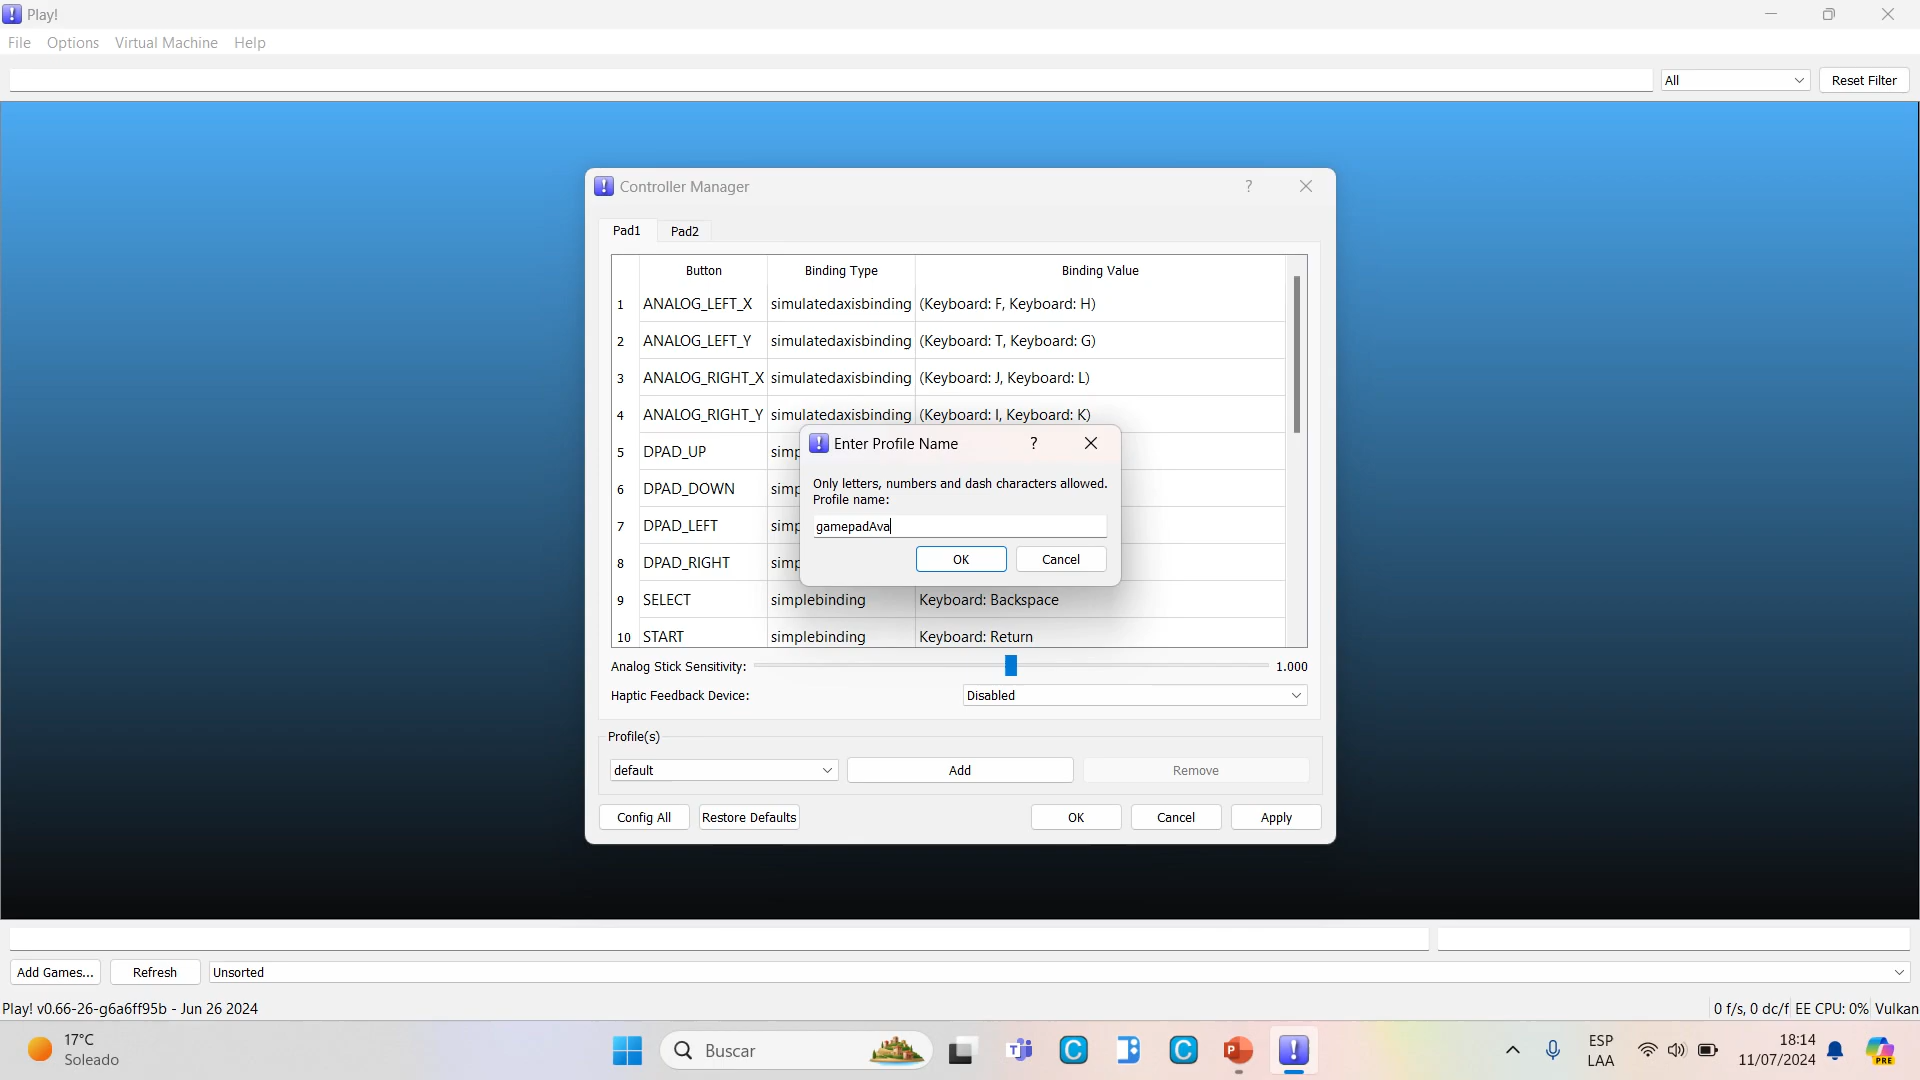 Play!
File Options Virtual Machine Help
All Reset Filter
Controller Manager ?
Pad1 Pad2
Button Binding Type Binding Value
1 ANALOG_LEFT_X simulatedaxisbinding (Keyboard: F, Keyboard: H)
2 ANALOG_LEFT_Y simulatedaxisbinding (Keyboard: T, Keyboard: G)
3 ANALOG_RIGHT_X simulatedaxisbinding (Keyboard: J, Keyboard: L)
4 ANALOG_RIGHT_Y simulatedaxisbinding (Keyboard: I, Keyboard: K)
5 DPAD_UP simp
6 DPAD_DOWN simp
7 DPAD_LEFT simp
8 DPAD_RIGHT simp
9 SELECT simplebinding Keyboard: Backspace
10 START simplebinding Keyboard: Return
Enter Profile Name ?
Only letters, numbers and dash characters allowed.
Profile name:
gamepadAva
OK Cancel
Analog Stick Sensitivity: 1.000
Haptic Feedback Device: Disabled
Profile(s)
default Add Remove
Config All Restore Defaults OK Cancel Apply
Add Games... Refresh Unsorted
Play! v0.66-26-g6a6ff95b - Jun 26 2024 0 f/s, 0 dc/f EE CPU: 0% Vulkan
17°C
Soleado
Buscar
ESP
LAA
18:14
11/07/2024
PRE